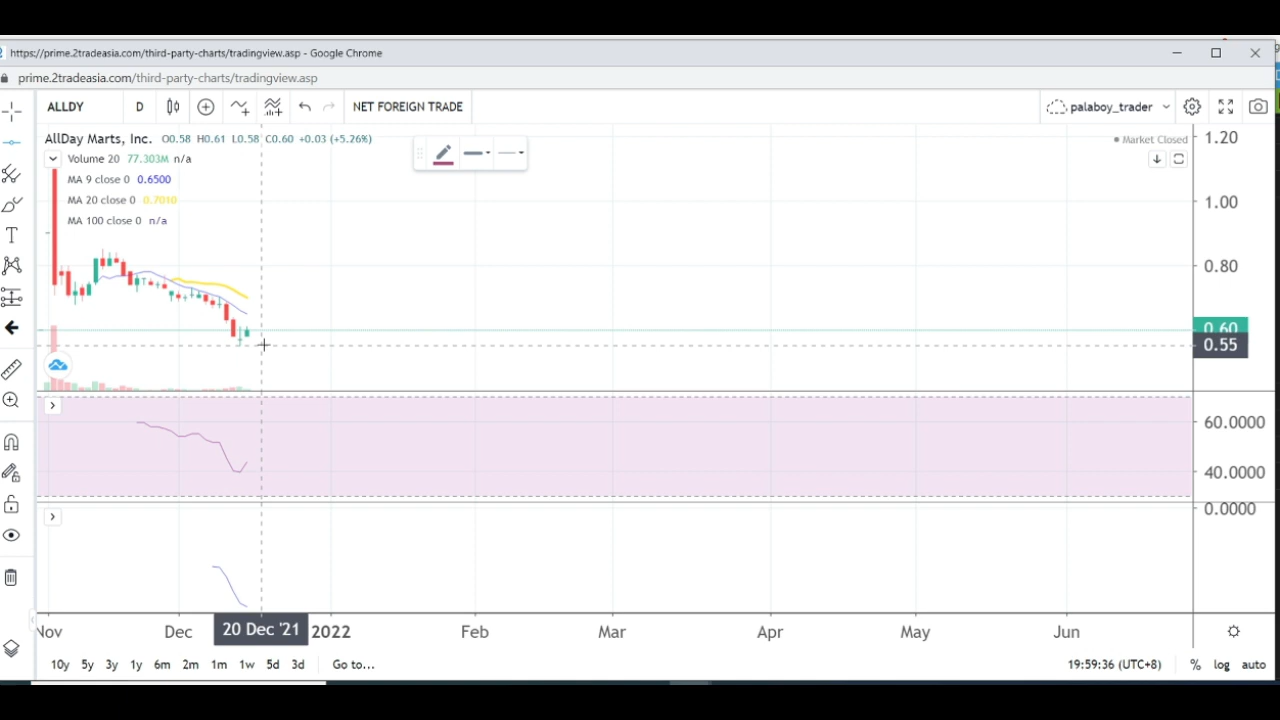 https://prime.2tradeasia.com/third-party-charts/tradingview.asp - Google Chrome
prime.2tradeasia.com/third-party-charts/tradingview.asp
ALLDY D NET FOREIGN TRADE palaboy_trader
AllDay Marts, Inc. O0.58 H0.61 L0.58 C0.60 +0.03 (+5.26%) Market Closed
Volume 20 77.303M n/a
MA 9 close 0 0.6500
MA 20 close 0 0.7010
MA 100 close 0 n/a
1.20
1.00
0.80
0.60
0.55
60.0000
40.0000
0.0000
Nov Dec 20 Dec '21 2022 Feb Mar Apr May Jun
10y 5y 3y 1y 6m 2m 1m 1w 5d 3d Go to... 19:59:36 (UTC+8) % log auto